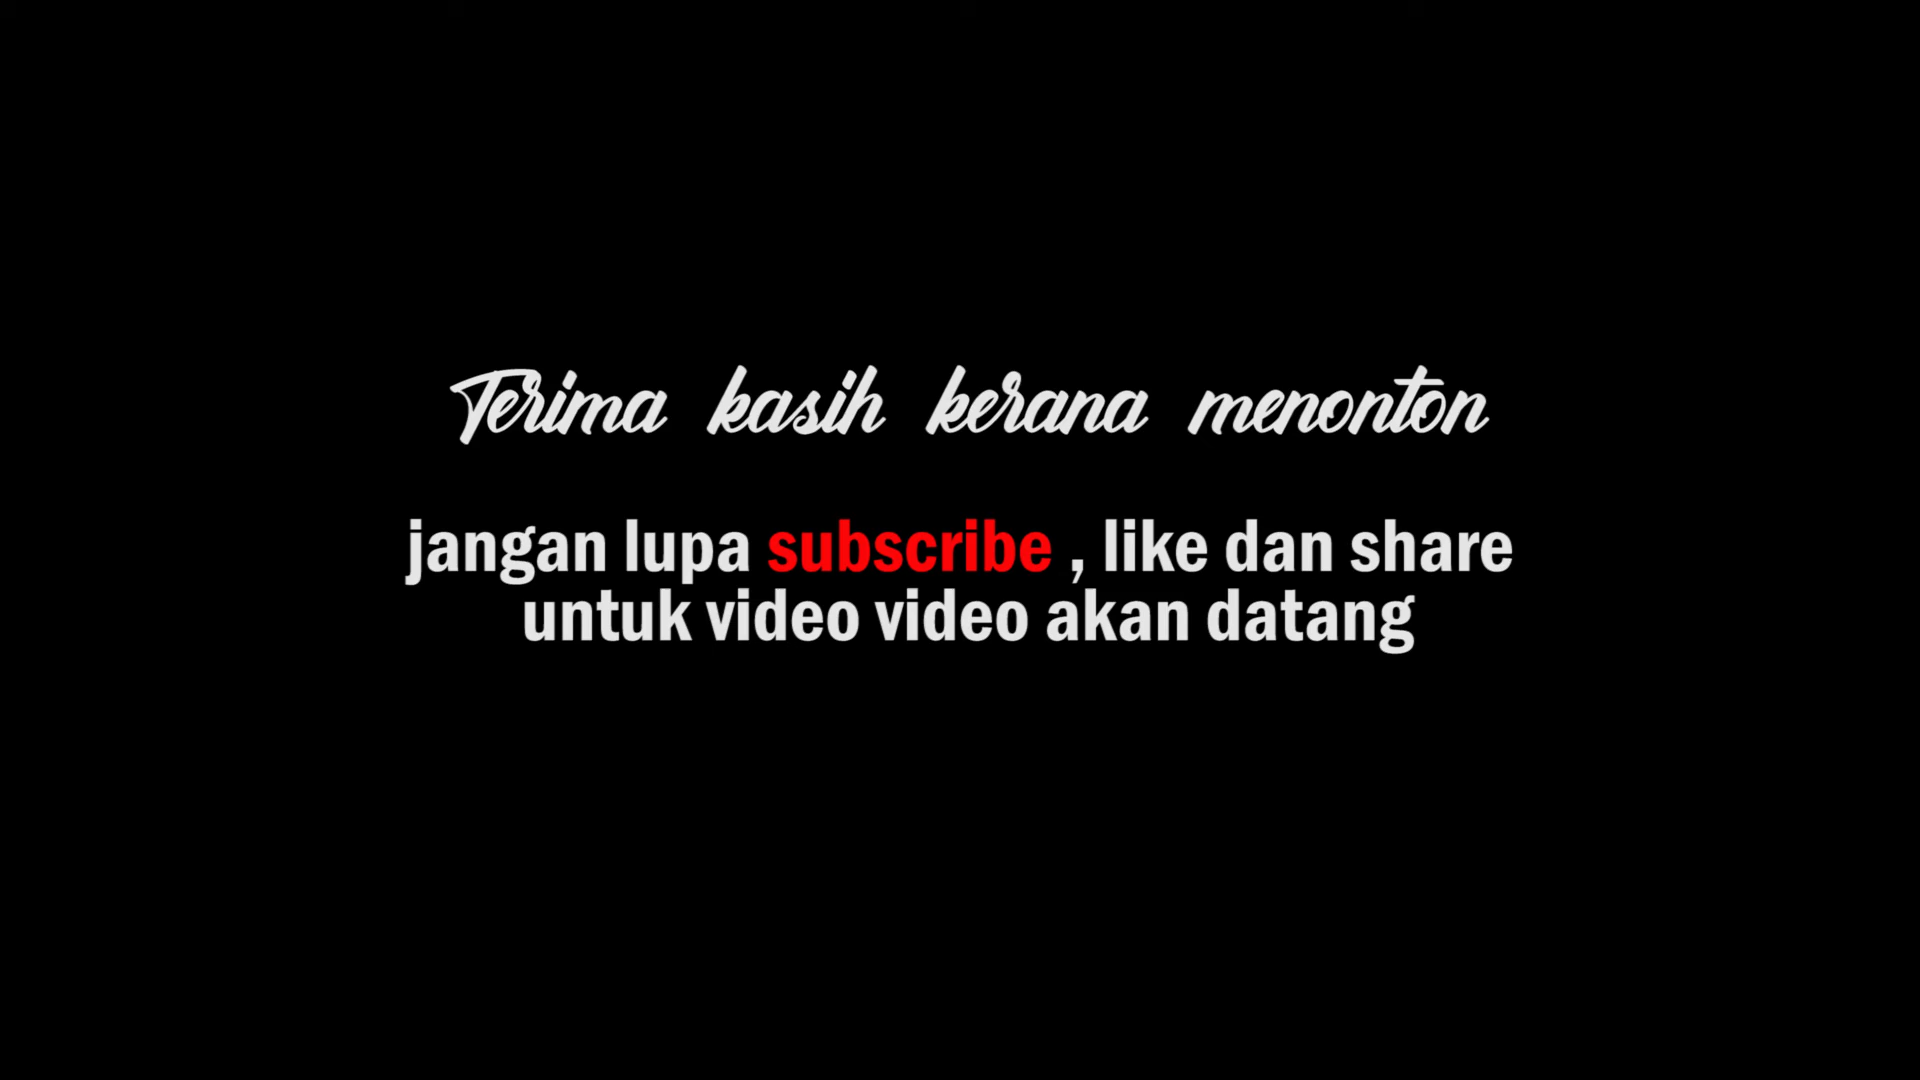 Terima kasih kerana menonton
jangan lupa subscribe , like dan share
untuk video video akan datang